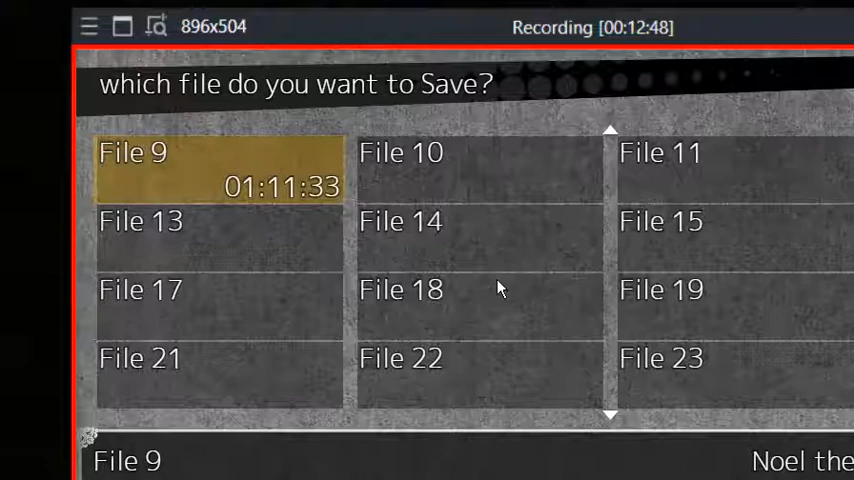 896x504
Recording [00:12:48]
which file do you want to Save?
File 9
File 10
File 11
01:11:33
File 13
File 14
File 15
File 17
File 18
File 19
File 21
File 22
File 23
File 9
Noel the